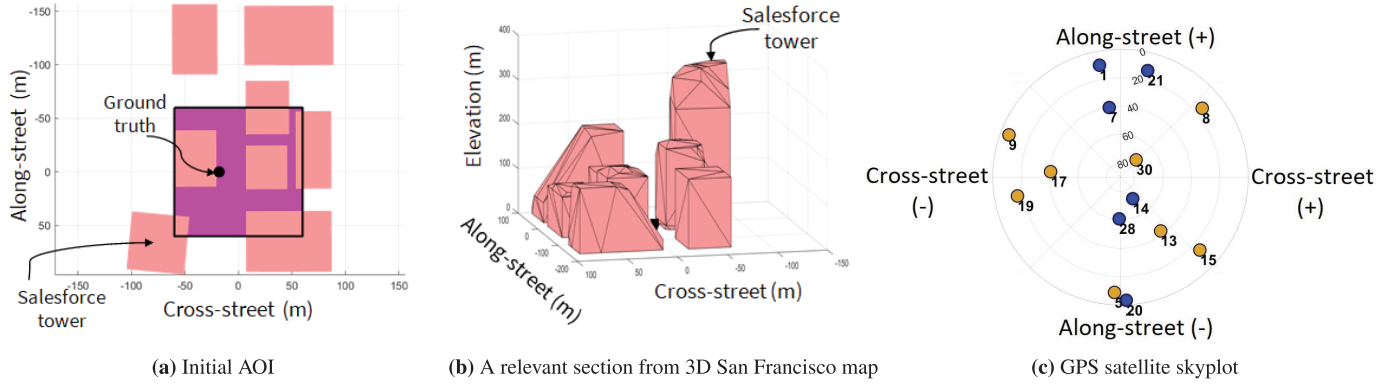 Along-street (m)
-150
-100
-50
0
50
Ground
truth
Salesforce
tower
-150
-100
-50
0
50
100
150
Cross-street (m)
(a) Initial AOI
Elevation (m)
400
300
200
100
0
Salesforce
tower
100
0
-100
-200
Along-street (m)
100
50
0
-50
-100
-150
Cross-street (m)
(b) A relevant section from 3D San Francisco map
Along-street (+)
Cross-street
(-)
Cross-street
(+)
Along-street (-)
0
20
40
60
80
1
21
7
8
9
30
17
19
14
28
13
15
5
20
(c) GPS satellite skyplot